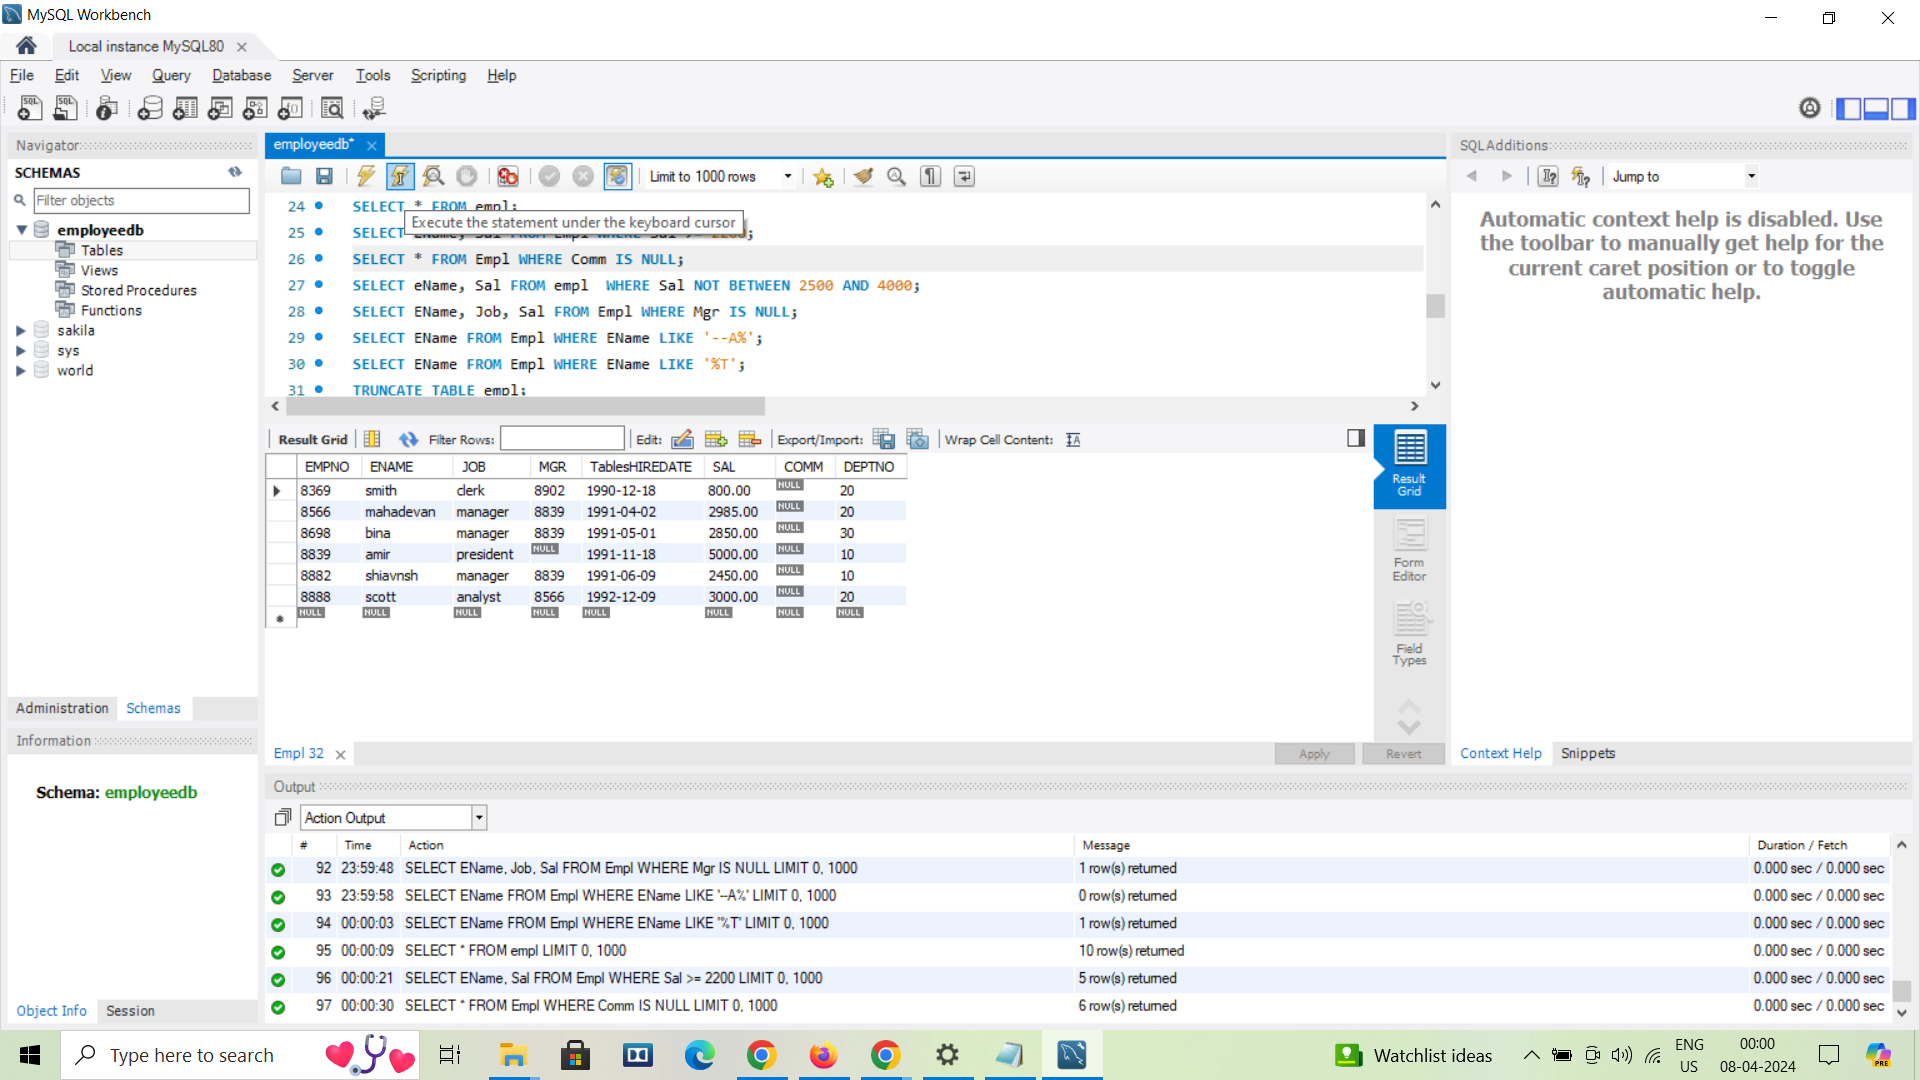 MySQL Workbench
Local instance MySQL80
File Edit View Query Database Server Tools Scripting Help
Navigator
SCHEMAS
Filter objects
employeedb
Tables
Views
Stored Procedures
Functions
sakila
sys
world
Administration Schemas
Information
Schema: employeedb
Object Info Session
employeedb*
Limit to 1000 rows
24 SELECT * FROM empl;
Execute the statement under the keyboard cursor
25 SELECT EName, Sal FROM Empl WHERE Sal >= 2200;
26 SELECT * FROM Empl WHERE Comm IS NULL;
27 SELECT eName, Sal FROM empl  WHERE Sal NOT BETWEEN 2500 AND 4000;
28 SELECT EName, Job, Sal FROM Empl WHERE Mgr IS NULL;
29 SELECT EName FROM Empl WHERE EName LIKE '--A%';
30 SELECT EName FROM Empl WHERE EName LIKE '%T';
31 TRUNCATE TABLE empl;
Result Grid Filter Rows: Edit: Export/Import: Wrap Cell Content:
EMPNO ENAME JOB MGR TablesHIREDATE SAL COMM DEPTNO
8369 smith clerk 8902 1990-12-18 800.00 NULL 20
8566 mahadevan manager 8839 1991-04-02 2985.00 NULL 20
8698 bina manager 8839 1991-05-01 2850.00 NULL 30
8839 amir president NULL 1991-11-18 5000.00 NULL 10
8882 shiavnsh manager 8839 1991-06-09 2450.00 NULL 10
8888 scott analyst 8566 1992-12-09 3000.00 NULL 20
NULL NULL NULL NULL NULL NULL NULL NULL
Result Grid
Form Editor
Field Types
Empl 32
Apply Revert
SQLAdditions
Jump to
Automatic context help is disabled. Use
the toolbar to manually get help for the
current caret position or to toggle
automatic help.
Context Help Snippets
Output
Action Output
# Time Action Message Duration / Fetch
92 23:59:48 SELECT EName, Job, Sal FROM Empl WHERE Mgr IS NULL LIMIT 0, 1000 1 row(s) returned 0.000 sec / 0.000 sec
93 23:59:58 SELECT EName FROM Empl WHERE EName LIKE '--A%' LIMIT 0, 1000 0 row(s) returned 0.000 sec / 0.000 sec
94 00:00:03 SELECT EName FROM Empl WHERE EName LIKE '%T' LIMIT 0, 1000 1 row(s) returned 0.000 sec / 0.000 sec
95 00:00:09 SELECT * FROM empl LIMIT 0, 1000 10 row(s) returned 0.000 sec / 0.000 sec
96 00:00:21 SELECT EName, Sal FROM Empl WHERE Sal >= 2200 LIMIT 0, 1000 5 row(s) returned 0.000 sec / 0.000 sec
97 00:00:30 SELECT * FROM Empl WHERE Comm IS NULL LIMIT 0, 1000 6 row(s) returned 0.000 sec / 0.000 sec
Type here to search
Watchlist ideas
ENG
US
00:00
08-04-2024
PRE